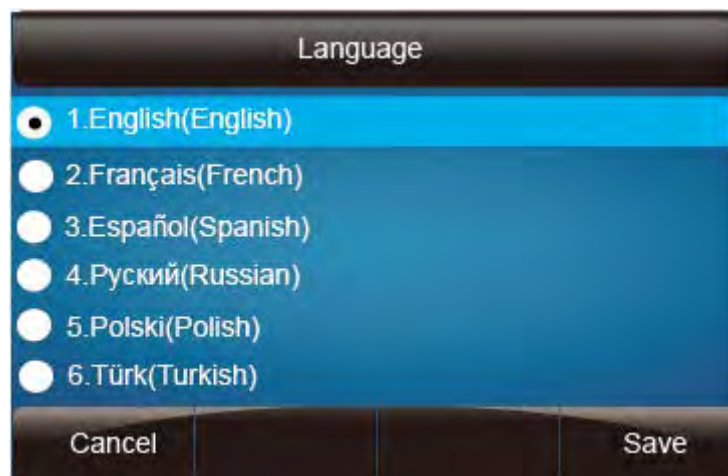 Language
1.English(English)
2.Français(French)
3.Español(Spanish)
4.Руский(Russian)
5.Polski(Polish)
6.Türk(Turkish)
Cancel Save